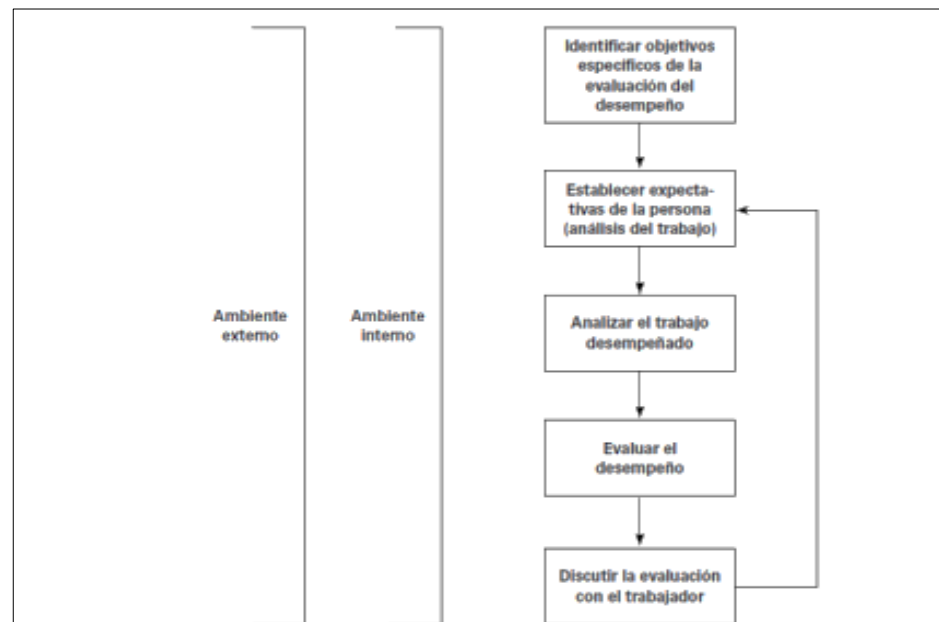 Identificar objetivos
específicos de la
evaluación del
desempeño
Establecer expecta-
tivas de la persona
(análisis del trabajo)
Ambiente
externo
Ambiente
interno
Analizar el trabajo
desempeñado
Evaluar el
desempeño
Discutir la evaluación
con el trabajador